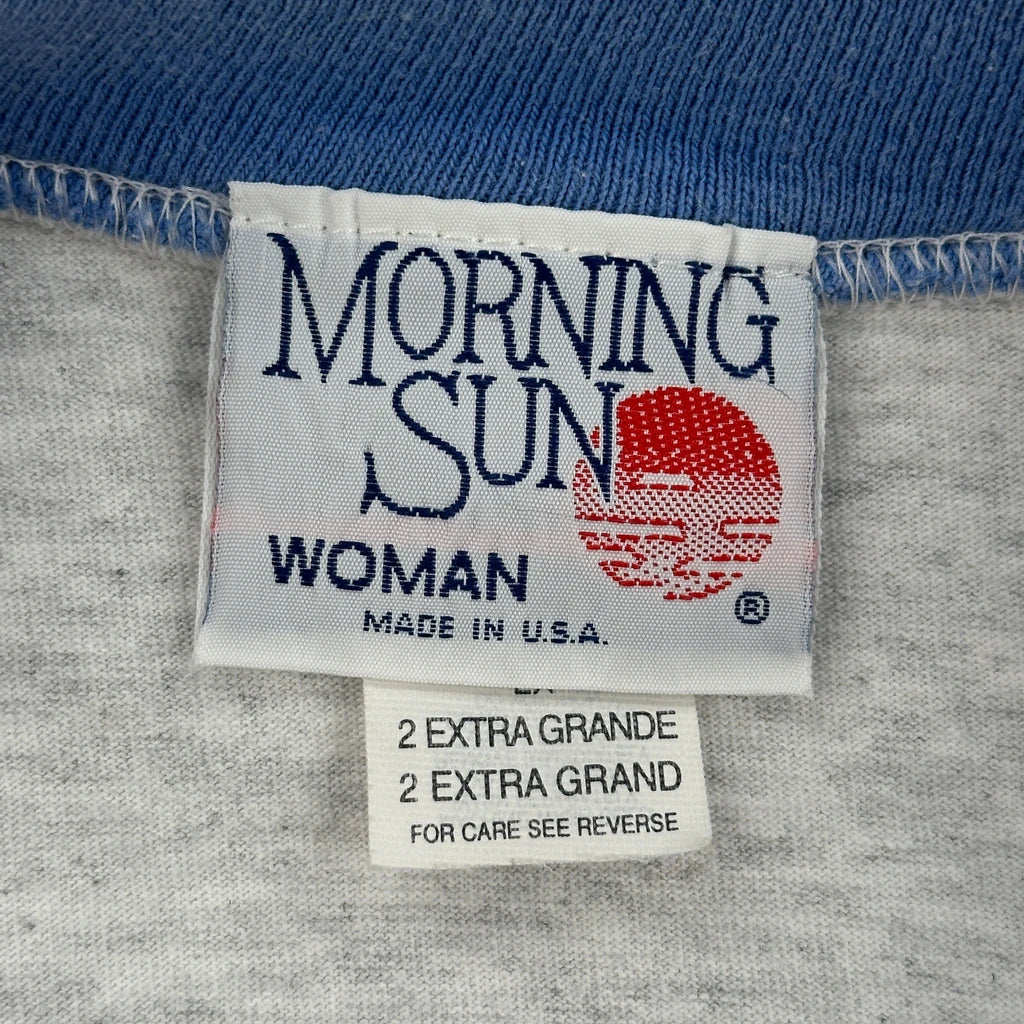 MORNING
SUN
WOMAN
®
MADE IN U.S.A.
2 EXTRA GRANDE
2 EXTRA GRAND
FOR CARE SEE REVERSE